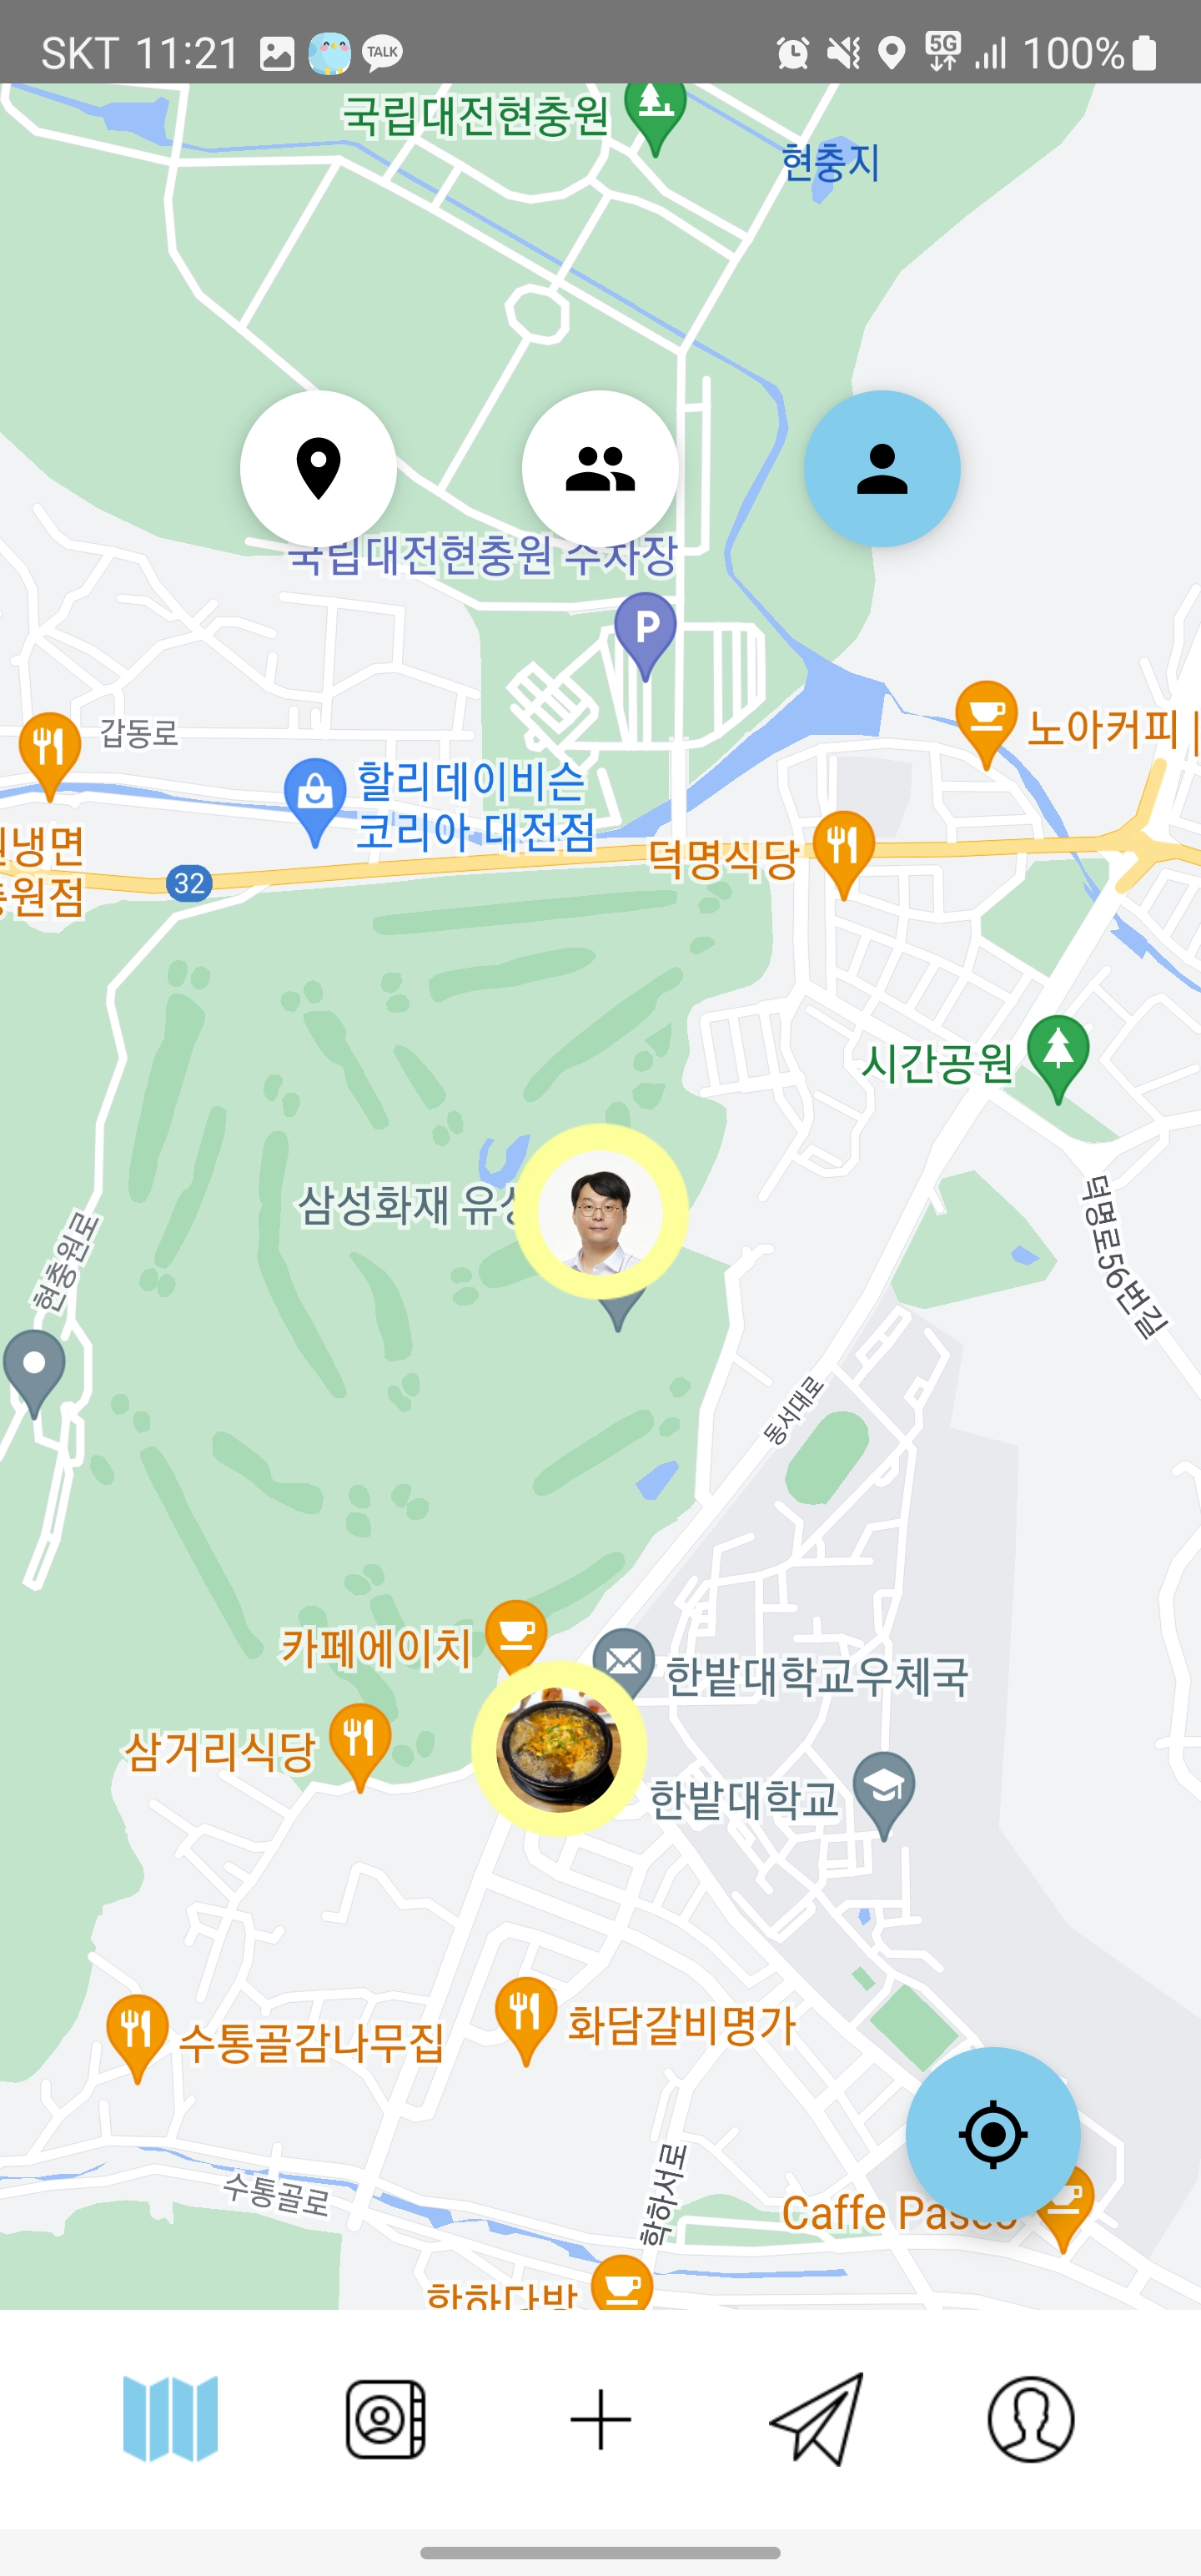 SKT 11:21 TALK 5G 100%
국립대전현충원
현충지
국립대전현충원 주차장
P
갑동로
노아커피 |
할리데이비슨
코리아 대전점
덕명식당
냉면
원점
32
시간공원
삼성화재 유성
현충원로
덕명로56번길
동서대로
카페에이치
한밭대학교우체국
삼거리식당
한밭대학교
수통골감나무집
화담갈비명가
수통골로
학하서로
Caffe Pascs
학하다방